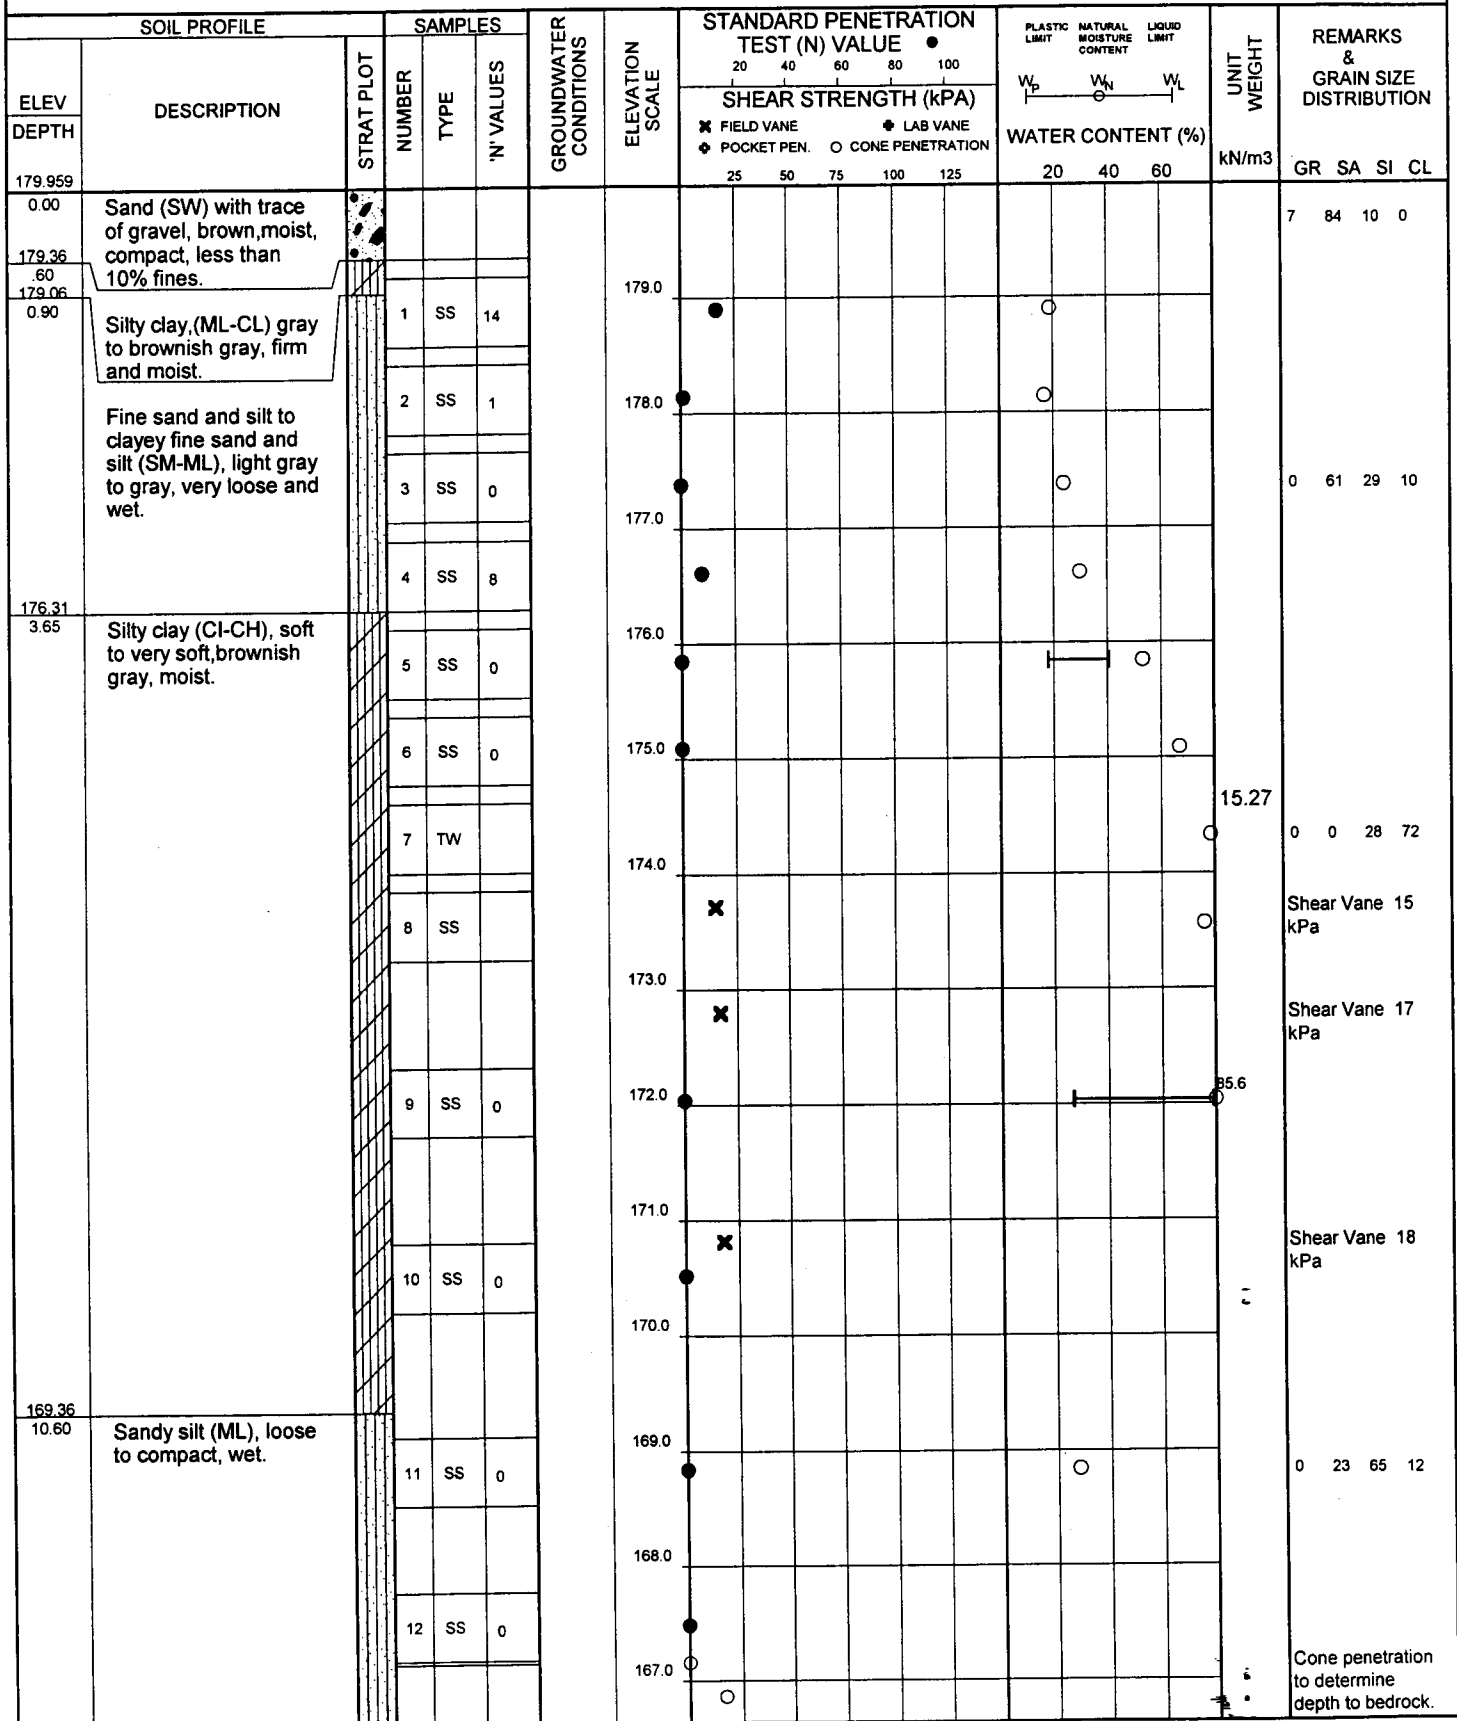 SOIL PROFILE
SAMPLES
ELEV
DEPTH
179.959
DESCRIPTION
STRAT PLOT
NUMBER
TYPE
'N' VALUES
GROUNDWATER
CONDITIONS
ELEVATION
SCALE
STANDARD PENETRATION
TEST (N) VALUE ●
20 40 60 80 100
SHEAR STRENGTH (kPA)
FIELD VANE
LAB VANE
POCKET PEN.
CONE PENETRATION
25 50 75 100 125
PLASTIC LIMIT
NATURAL MOISTURE CONTENT
LIQUID LIMIT
Wp WN WL
WATER CONTENT (%)
20 40 60
UNIT
WEIGHT
kN/m3
REMARKS
&
GRAIN SIZE
DISTRIBUTION
GR SA SI CL
0.00
Sand (SW) with trace
of gravel, brown,moist,
compact, less than
10% fines.
7 84 10 0
179.36
.60
179.06
0.90
Silty clay,(ML-CL) gray
to brownish gray, firm
and moist.
179.0
1 SS 14
2 SS 1
178.0
Fine sand and silt to
clayey fine sand and
silt (SM-ML), light gray
to gray, very loose and
wet.
3 SS 0
0 61 29 10
177.0
4 SS 8
176.31
3.65
Silty clay (CI-CH), soft
to very soft,brownish
gray, moist.
176.0
5 SS 0
6 SS 0
175.0
15.27
7 TW
0 0 28 72
174.0
8 SS
Shear Vane 15
kPa
173.0
Shear Vane 17
kPa
9 SS 0
172.0
85.6
171.0
Shear Vane 18
kPa
10 SS 0
170.0
169.36
10.60
Sandy silt (ML), loose
to compact, wet.
169.0
11 SS 0
0 23 65 12
168.0
12 SS 0
167.0
Cone penetration
to determine
depth to bedrock.